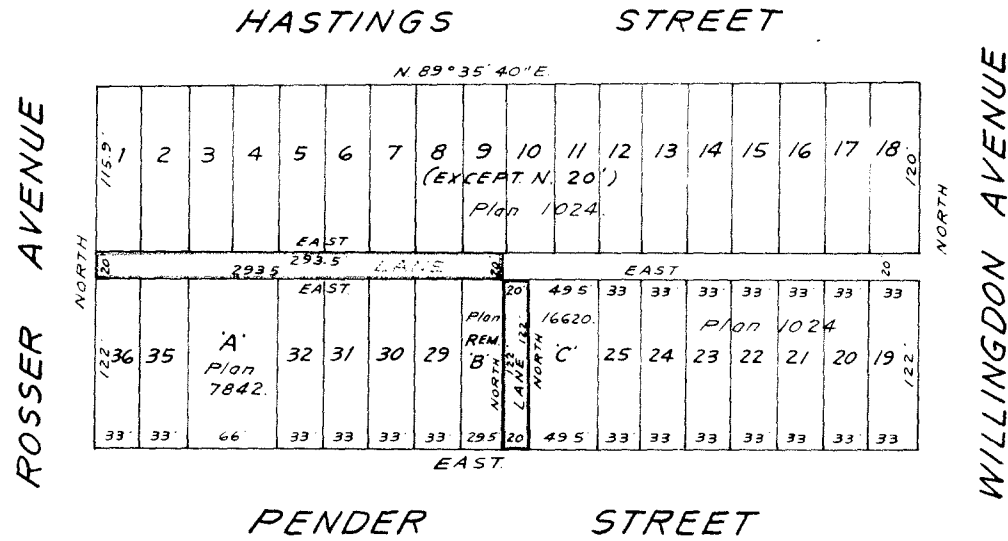 HASTINGS STREET
N. 89° 35' 40" E.
ROSSER AVENUE
WILLINGDON AVENUE
115.9' 1 2 3 4 5 6 7 8 9 10 11 12 13 14 15 16 17 18 120'
(EXCEPT. N. 20')
Plan 1024.
NORTH
NORTH
EAST
20' 293.5 293.5 LANE 20' EAST 20'
EAST.
20' 49.5 33' 33' 33' 33' 33 33 33
Plan 16620. Plan 1024
REM.
122' 36 35 'A' 32 31 30 29 'B' 122' LANE 122' 'C' 25 24 23 22 21 20 19 122'
Plan
7842.
NORTH NORTH
33' 33' 66' 33' 33 33' 33' 29.5 20' 49.5 33' 33 33 33 33 33' 33
EAST.
PENDER STREET